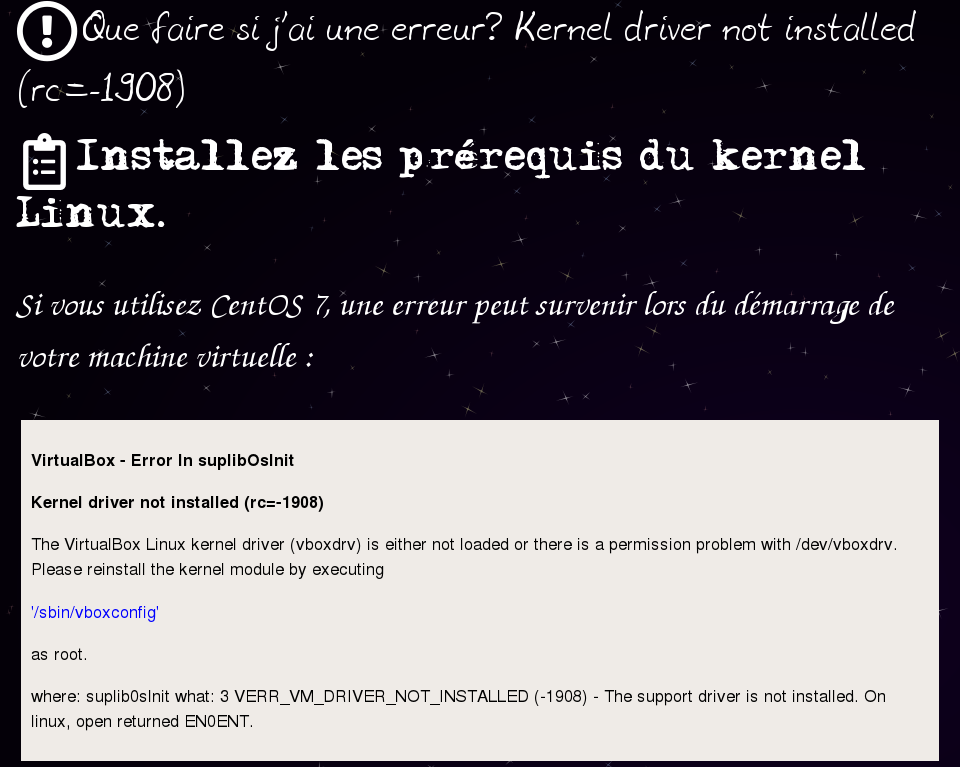 Que faire si j'ai une erreur? Kernel driver not installed
(rc=-1908)
Installez les prérequis du kernel
Linux.
Si vous utilisez CentOS 7, une erreur peut survenir lors du démarrage de
votre machine virtuelle :
VirtualBox - Error In suplibOsInit
Kernel driver not installed (rc=-1908)
The VirtualBox Linux kernel driver (vboxdrv) is either not loaded or there is a permission problem with /dev/vboxdrv.
Please reinstall the kernel module by executing
'/sbin/vboxconfig'
as root.
where: suplib0sInit what: 3 VERR_VM_DRIVER_NOT_INSTALLED (-1908) - The support driver is not installed. On
linux, open returned EN0ENT.